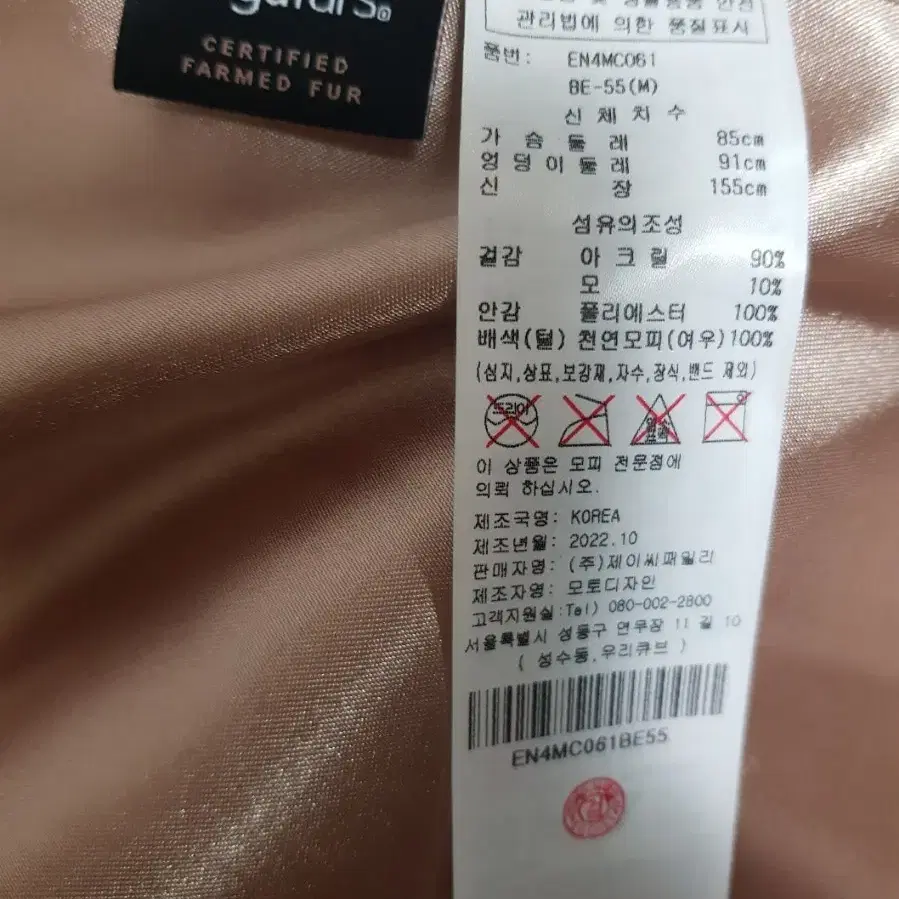 CERTIFIED
FARMED FUR
관리법에 의한 품질표시
품번: EN4MC061
BE-55(M)
신체치수
가슴둘레 85cm
엉덩이둘레 91cm
신장 155cm
섬유의조성
겉감 아크릴 90%
모 10%
안감 폴리에스터 100%
배색(털) 천연모피(여우)100%
(심지,상표,보강재,자수,장식,밴드 제외)
드라이
이 상품은 모피 전문점에
의뢰 하십시오.
제조국명: KOREA
제조년월: 2022.10
판매자명: (주)제이씨패밀리
제조자명: 모토디자인
고객지원실:Tel) 080-002-2800
서울특별시 성동구 연무장 11 길 10
( 성수동,우리큐브 )
EN4MC061BE55